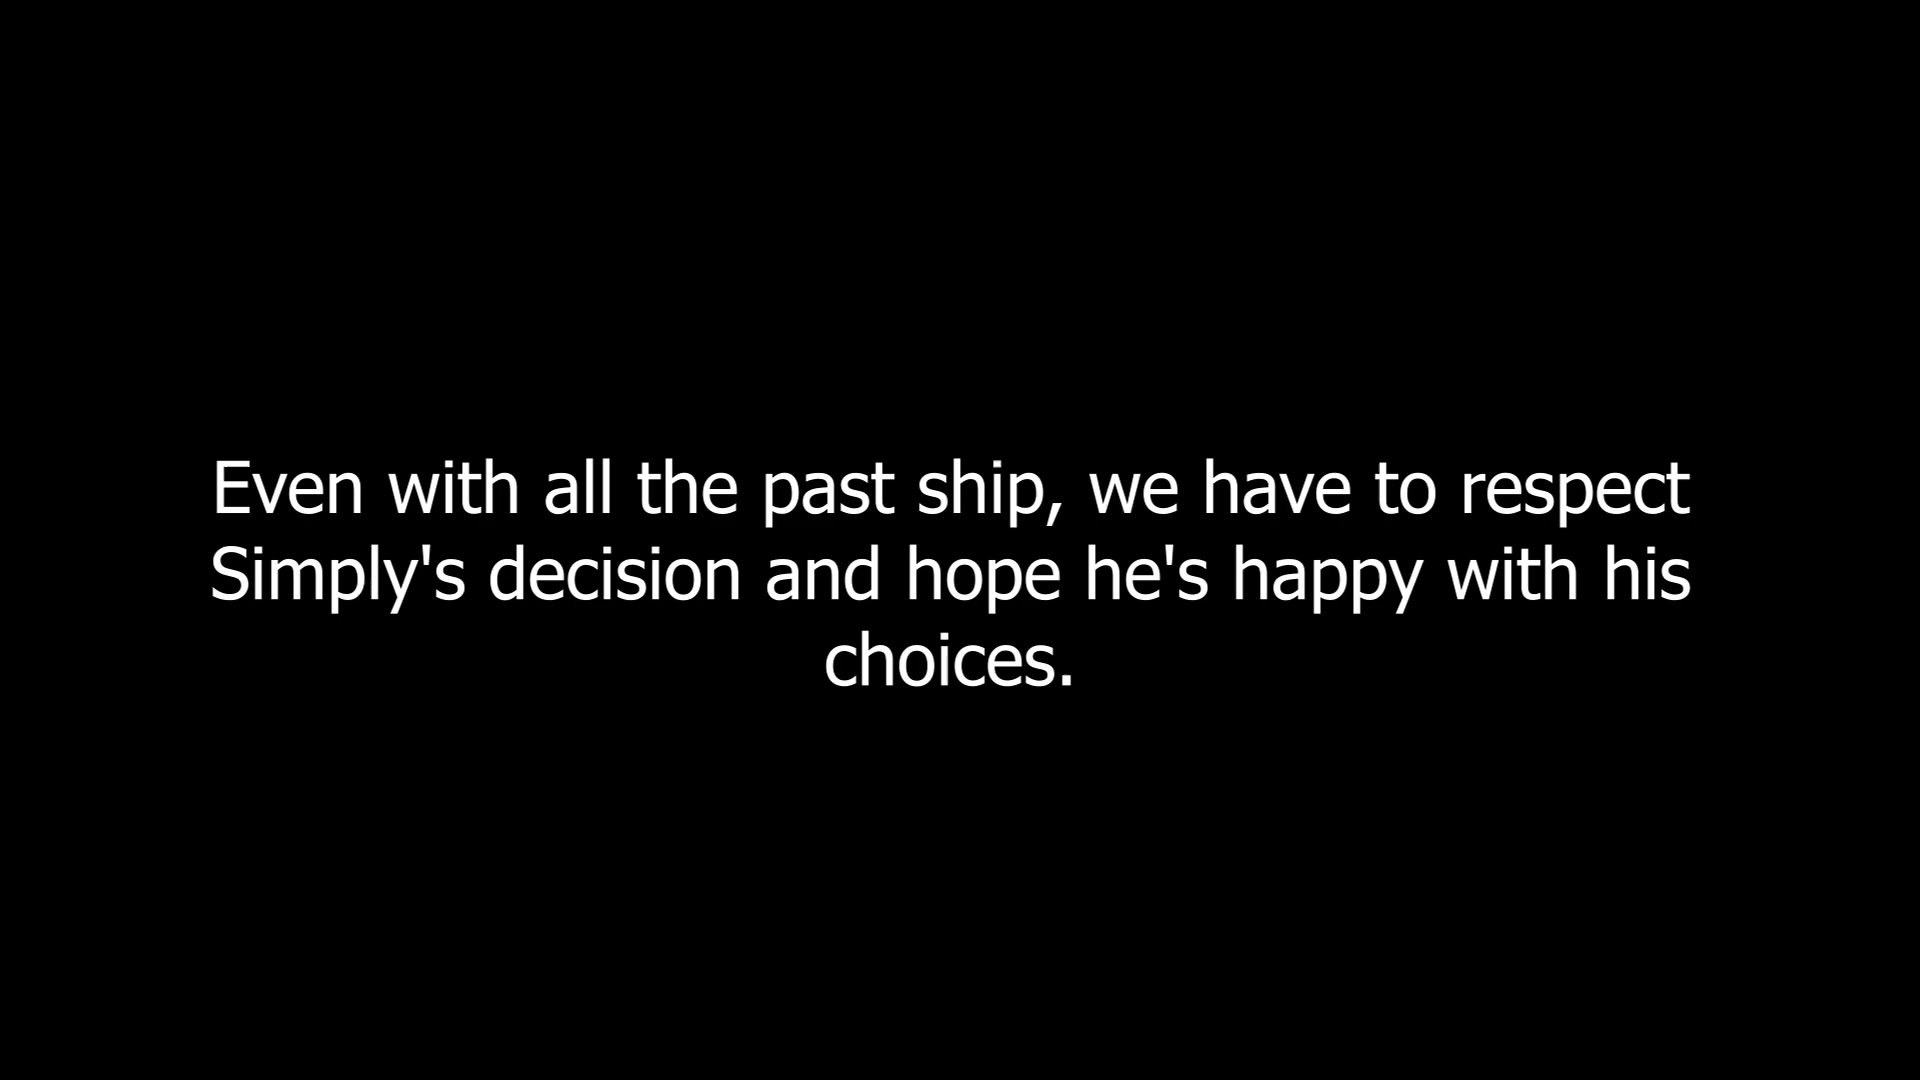 Even with all the past ship, we have to respect
Simply's decision and hope he's happy with his
choices.